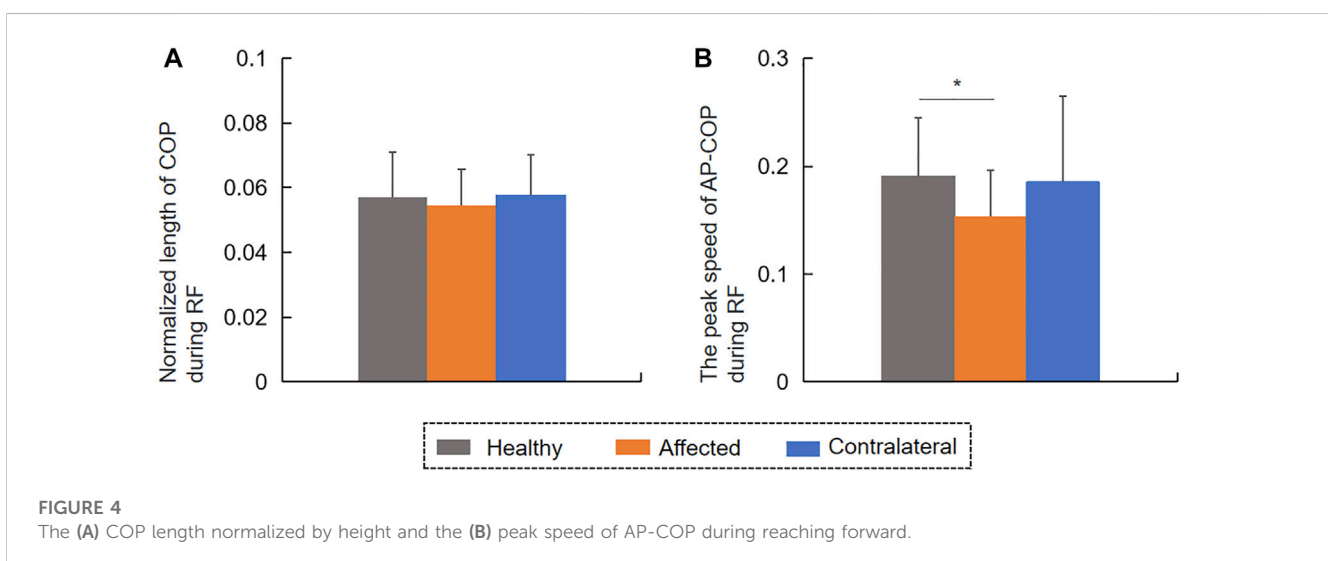 A
Normalized length of COP
during RF
0.1
0.08
0.06
0.04
0.02
0
B
The peak speed of AP-COP
during RF
0.3
0.2
0.1
0
*
Healthy Affected Contralateral
FIGURE 4
The (A) COP length normalized by height and the (B) peak speed of AP-COP during reaching forward.